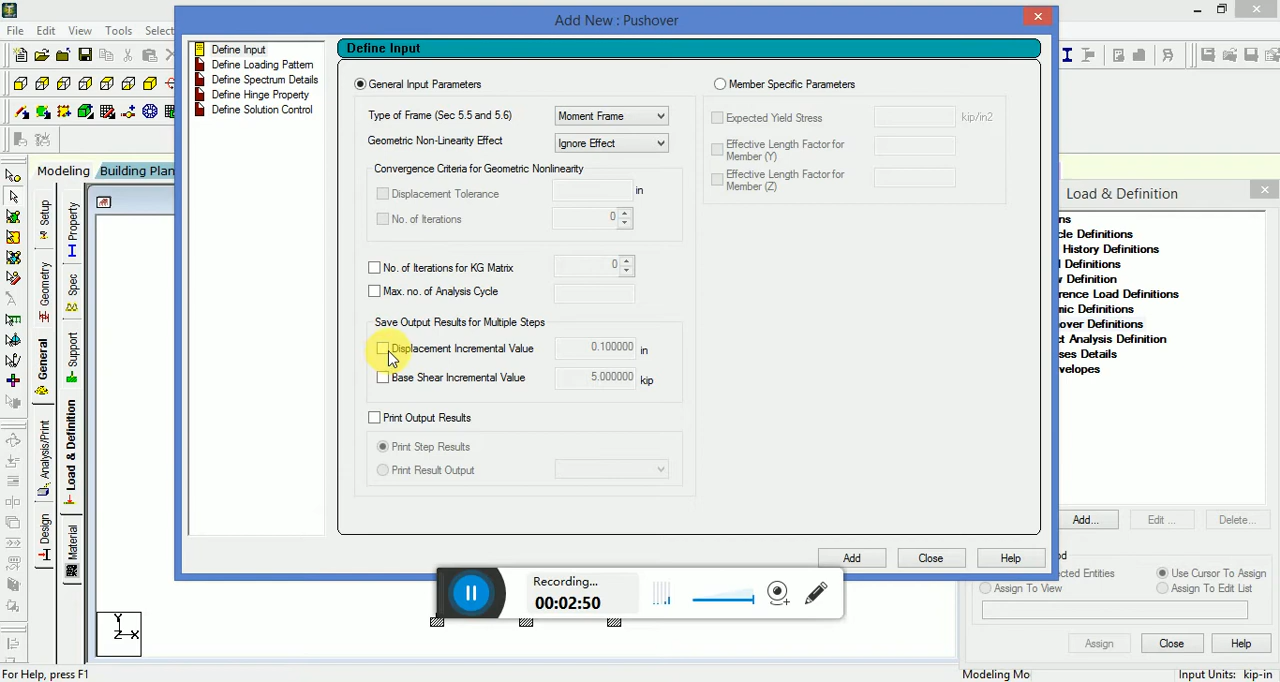 Add New : Pushover
File Edit View Tools Select
Define Input
Define Loading Pattern
Define Spectrum Details
Define Hinge Property
Define Solution Control
Define Input
General Input Parameters
Type of Frame (Sec 5.5 and 5.6) Moment Frame
Geometric Non-Linearity Effect Ignore Effect
Convergence Criteria for Geometric Nonlinearity
Displacement Tolerance in
No. of Iterations 0
No. of Iterations for KG Matrix 0
Max. no. of Analysis Cycle
Save Output Results for Multiple Steps
Displacement Incremental Value 0.100000 in
Base Shear Incremental Value 5.000000 kip
Print Output Results
Print Step Results
Print Result Output
Member Specific Parameters
Expected Yield Stress kip/in2
Effective Length Factor for
Member (Y)
Effective Length Factor for
Member (Z)
Add Close Help
Recording...
00:02:50
Modeling Building Plan
Setup
Geometry
General
Analysis/Print
Design
Property
Spec
Support
Load & Definition
Material
Y
Z X
Load & Definition
ns
cle Definitions
History Definitions
l Definitions
w Definition
rence Load Definitions
mic Definitions
over Definitions
ct Analysis Definition
ses Details
velopes
Add... Edit ... Delete...
od
cted Entities Use Cursor To Assign
Assign To View Assign To Edit List
Assign Close Help
For Help, press F1 Modeling Mo Input Units: kip-in